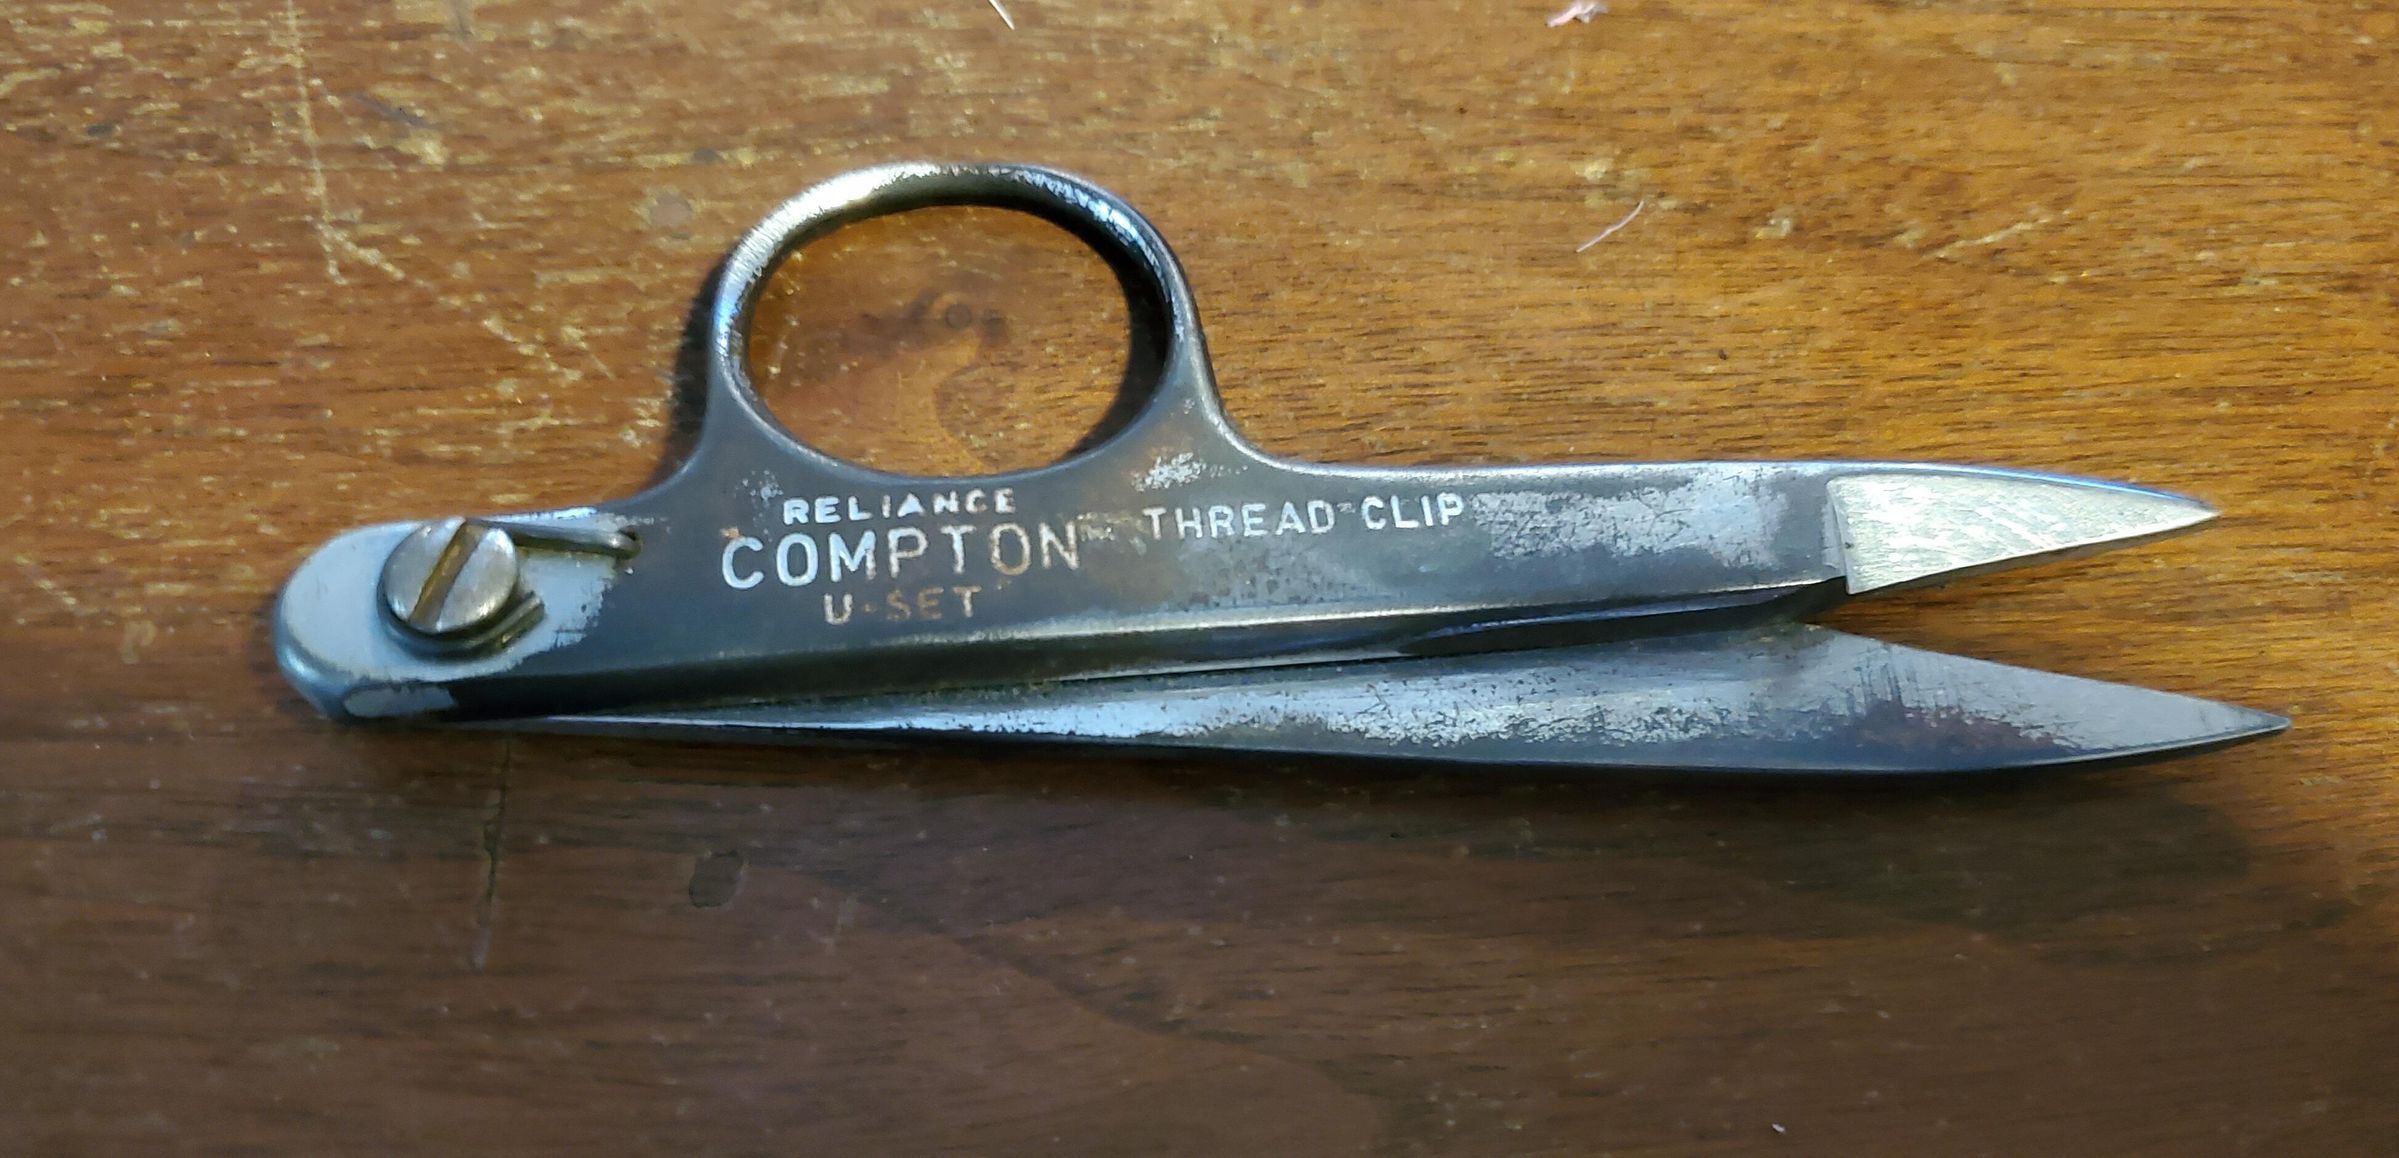 RELIANCE
COMPTON THREAD CLIP
U-SET